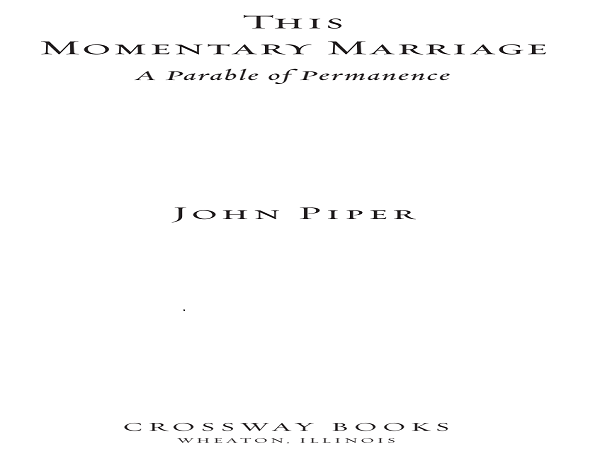 This
Momentary Marriage
A Parable of Permanence
John Piper
CROSSWAY BOOKS
WHEATON, ILLINOIS